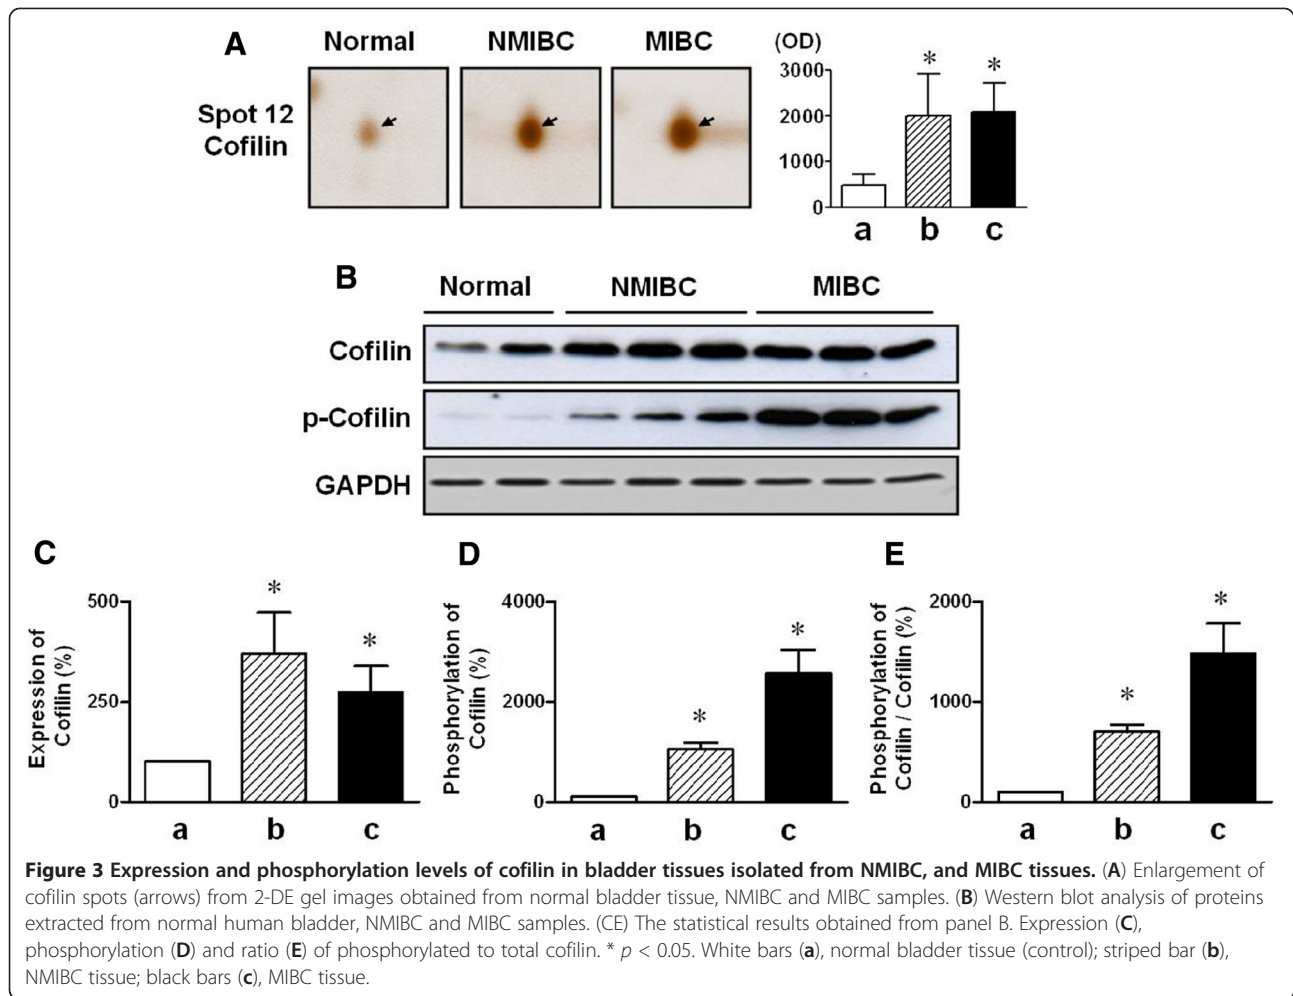 A
Normal
NMIBC
MIBC
(OD)
Spot 12
Cofilin
3000
2000
1000
0
*
*
a
b
c
B
Normal
NMIBC
MIBC
Cofilin
p-Cofilin
GAPDH
C
Expression of
Cofilin (%)
500
250
0
*
*
a
b
c
D
Phosphorylation of
Cofilin (%)
4000
2000
0
*
*
a
b
c
E
Phosphorylation of
Cofilin / Cofilin (%)
2000
1000
0
*
*
a
b
c
Figure 3 Expression and phosphorylation levels of cofilin in bladder tissues isolated from NMIBC, and MIBC tissues. (A) Enlargement of
cofilin spots (arrows) from 2-DE gel images obtained from normal bladder tissue, NMIBC and MIBC samples. (B) Western blot analysis of proteins
extracted from normal human bladder, NMIBC and MIBC samples. (CE) The statistical results obtained from panel B. Expression (C),
phosphorylation (D) and ratio (E) of phosphorylated to total cofilin. * p < 0.05. White bars (a), normal bladder tissue (control); striped bar (b),
NMIBC tissue; black bars (c), MIBC tissue.